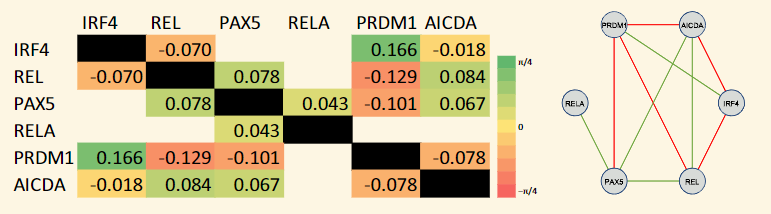 IRF4 REL PAX5 RELA PRDM1 AICDA
IRF4 -0.070 0.166 -0.018
REL -0.070 0.078 -0.129 0.084
PAX5 0.078 0.043 -0.101 0.067
RELA 0.043
PRDM1 0.166 -0.129 -0.101 -0.078
AICDA -0.018 0.084 0.067 -0.078
π/4
0
-π/4
PRDM1 AICDA
RELA IRF4
PAX5 REL